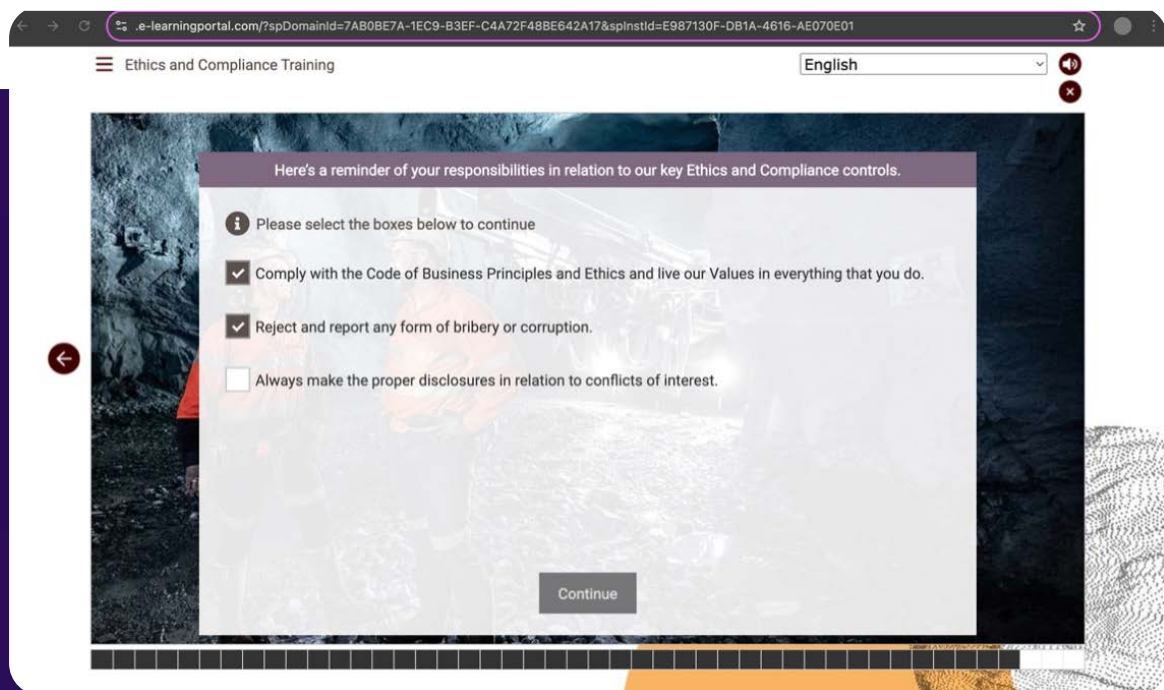 .e-learningportal.com/?spDomainId=7AB0BE7A-1EC9-B3EF-C4A72F48BE642A17&spInstId=E987130F-DB1A-4616-AE070E01
Ethics and Compliance Training
English
Here's a reminder of your responsibilities in relation to our key Ethics and Compliance controls.
Please select the boxes below to continue
Comply with the Code of Business Principles and Ethics and live our Values in everything that you do.
Reject and report any form of bribery or corruption.
Always make the proper disclosures in relation to conflicts of interest.
Continue